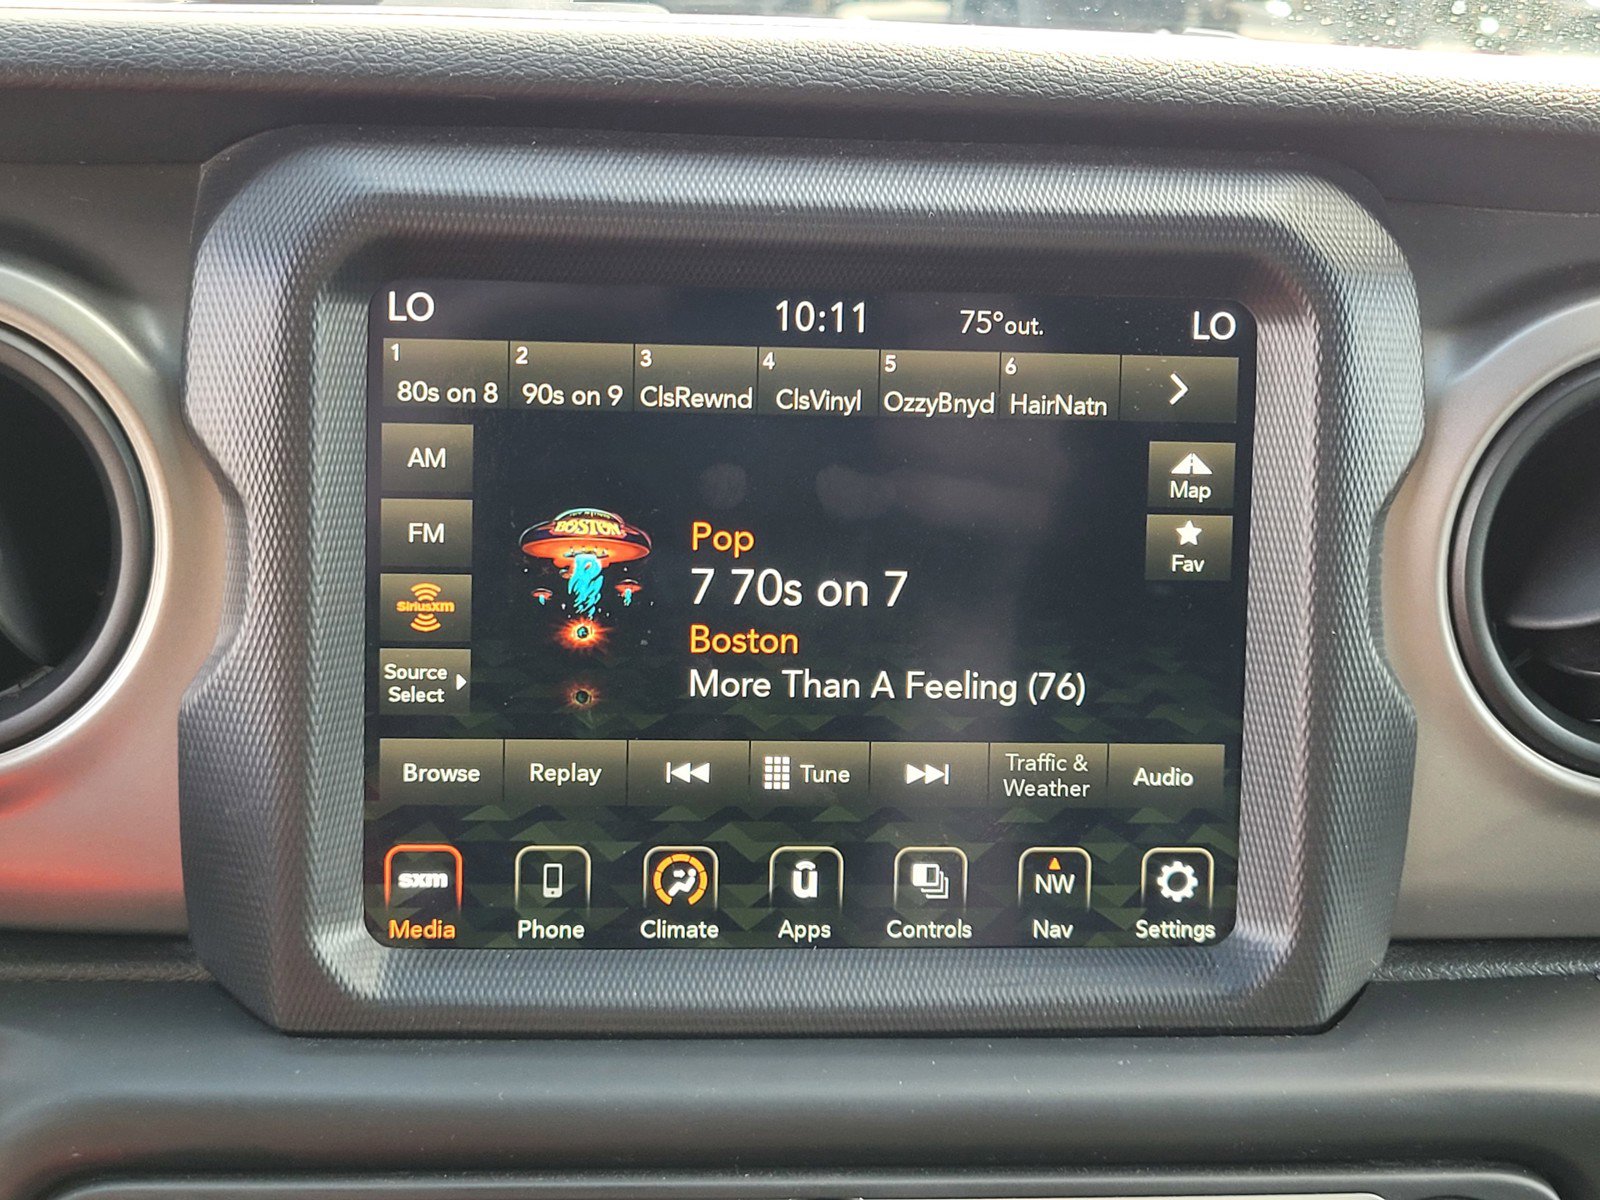 LO 10:11 75°out. LO
1 2 3 4 5 6
80s on 8 90s on 9 ClsRewnd ClsVinyl OzzyBnyd HairNatn
AM
FM
SiriusXM
Source
Select
Map
Fav
BOSTON
Pop
7 70s on 7
Boston
More Than A Feeling (76)
Browse Replay Tune Traffic &
Weather Audio
sxm u NW
Media Phone Climate Apps Controls Nav Settings